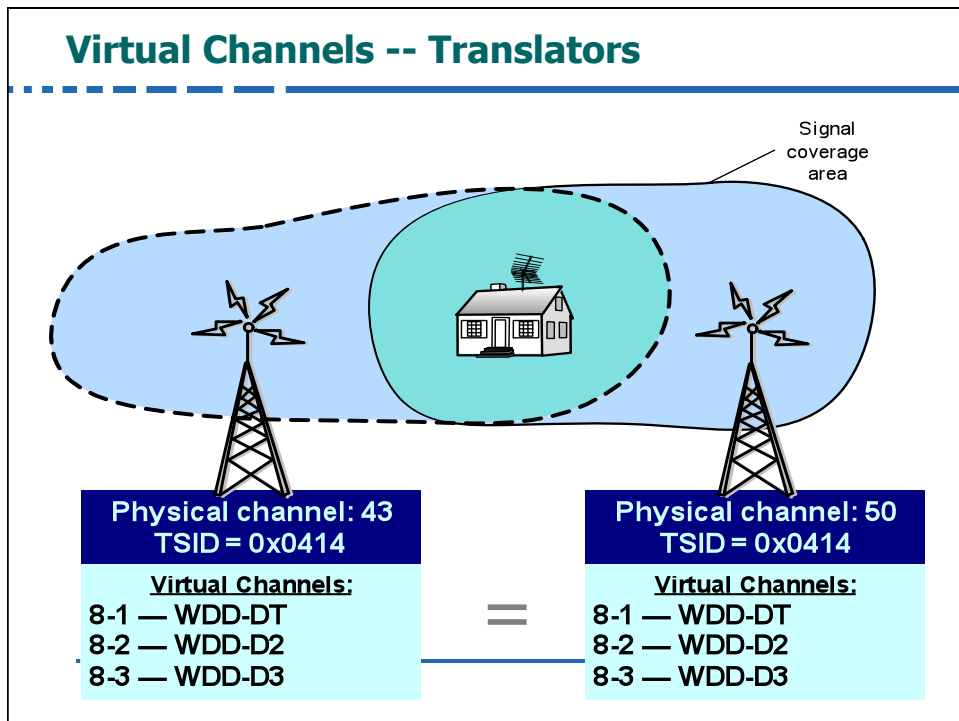 Virtual Channels -- Translators
Signal
coverage
area
Physical channel: 43
TSID = 0x0414
Virtual Channels:
8-1 — WDD-DT
8-2 — WDD-D2
8-3 — WDD-D3
=
Physical channel: 50
TSID = 0x0414
Virtual Channels:
8-1 — WDD-DT
8-2 — WDD-D2
8-3 — WDD-D3